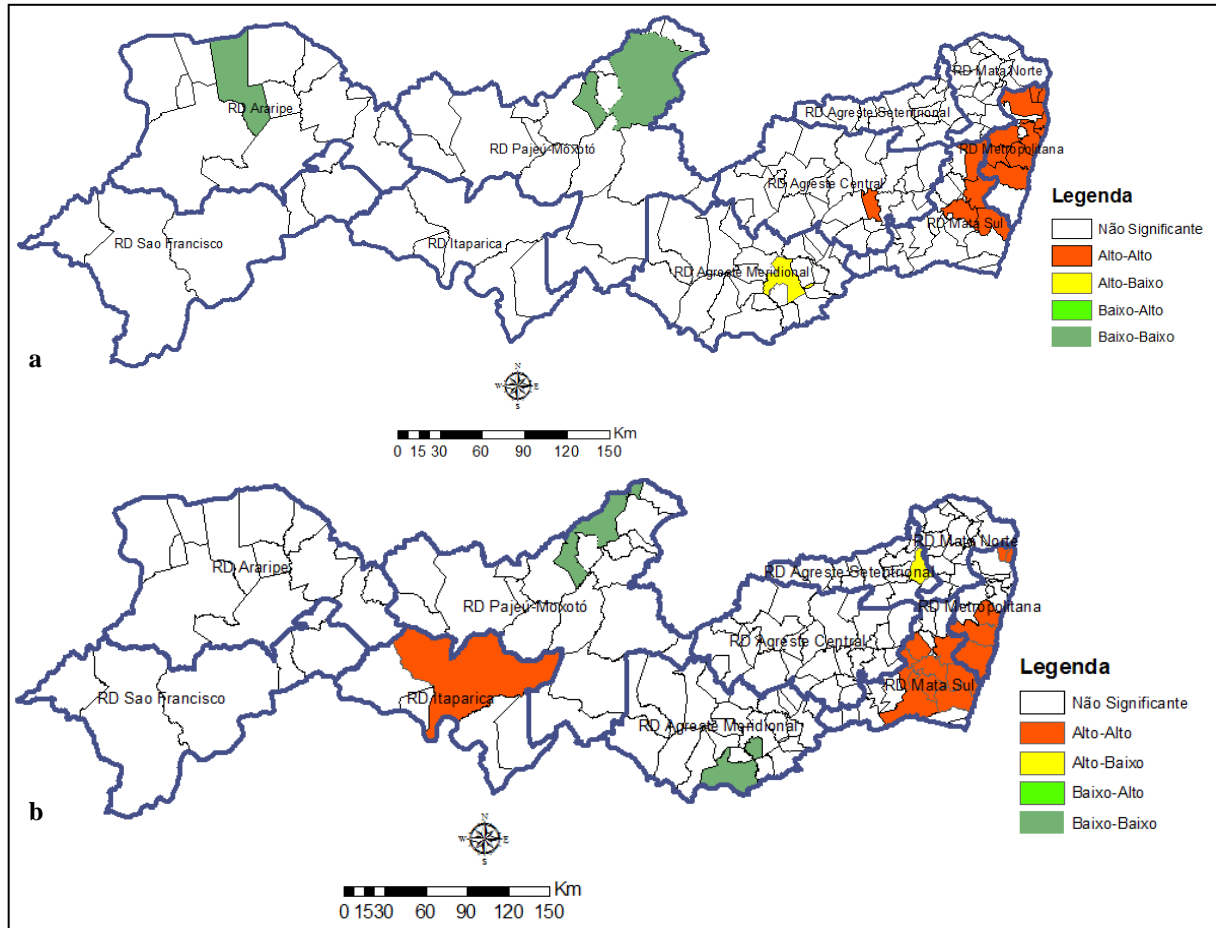 RD Mata Norte
RD Araripe
RD Agreste Setentrional
RD Pajeú-Moxotó
RD Metropolitana
RD Agreste Central
RD Mata Sul
RD Sao Francisco
RD Itaparica
RD Agreste Meridional
Legenda
Não Significante
Alto-Alto
Alto-Baixo
Baixo-Alto
Baixo-Baixo
a
N
W E
S
Km
0 15 30 60 90 120 150
RD Mata Norte
RD Araripe
RD Agreste Setentrional
RD Pajeú-Moxotó
RD Metropolitana
RD Agreste Central
RD Mata Sul
RD Sao Francisco
RD Itaparica
RD Agreste Meridional
Legenda
Não Significante
Alto-Alto
Alto-Baixo
Baixo-Alto
Baixo-Baixo
b
N
W E
S
Km
0 1530 60 90 120 150